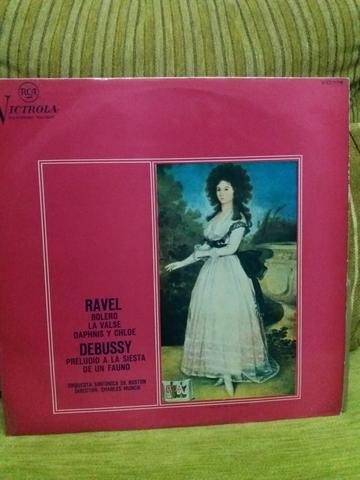 RCA
VICTROLA
RAVEL
BOLERO
LA VALSE
DAPHNIS Y CHLOE
DEBUSSY
PRELUDIO A LA SIESTA
DE UN FAUNO
ORQUESTA SINFONICA DE BOSTON
DIRECTOR: CHARLES MUNCH